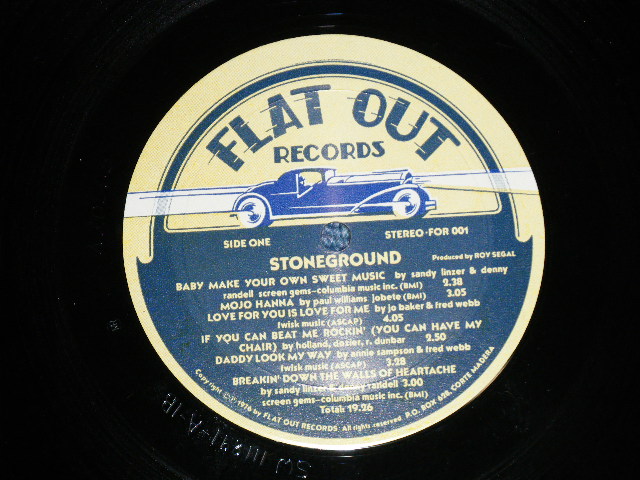 FLAT OUT
RECORDS
SIDE ONE
STEREO·FOR 001
STONEGROUND
Produced by ROY SEGAL
BABY MAKE YOUR OWN SWEET MUSIC by sandy linzer & denny
randell screen gems-columbia music inc. (BMI) 2.38
MOJO HANNA by paul williams jobete (BMI) 3.05
LOVE FOR YOU IS LOVE FOR ME by jo baker & fred webb
twisk music (ASCAP) 4.05
IF YOU CAN BEAT ME ROCKIN' (YOU CAN HAVE MY
CHAIR) by holland, dozier, r. dunbar 2.50
DADDY LOOK MY WAY by annie sampson & fred webb
twisk music (ASCAP) 3.28
BREAKIN' DOWN THE WALLS OF HEARTACHE
by sandy linzer & denny randell 3.00
screen gems-columbia music inc. (BMI)
Total: 19.26
Copyright ©℗ 1976 by FLAT OUT RECORDS: All rights reserved P.O. BOX 628, CORTE MADERA